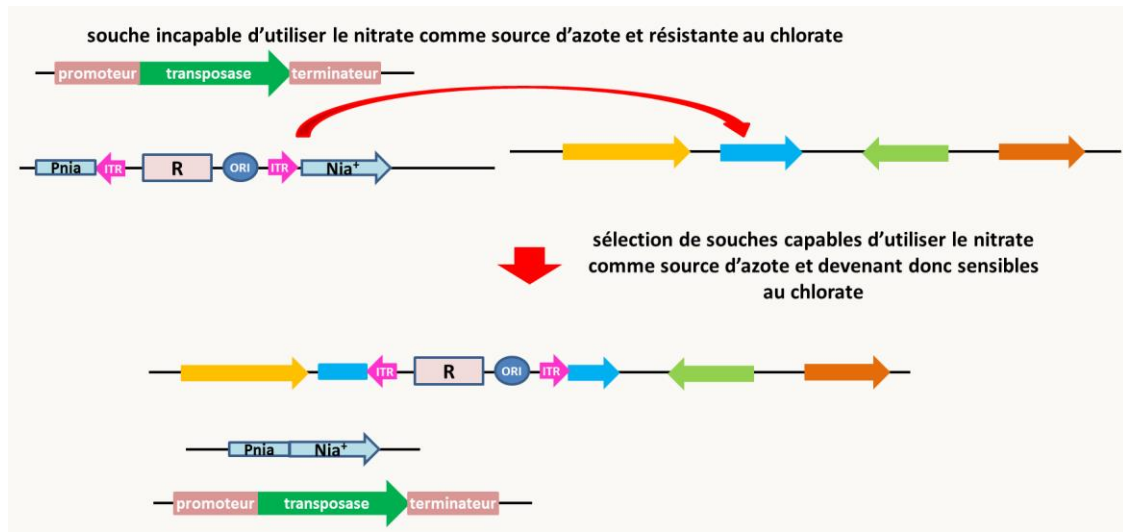 souche incapable d'utiliser le nitrate comme source d'azote et résistante au chlorate
promoteur transposase terminateur
Pnia ITR R ORI ITR Nia+
sélection de souches capables d'utiliser le nitrate
comme source d'azote et devenant donc sensibles
au chlorate
ITR R ORI ITR
Pnia Nia+
promoteur transposase terminateur